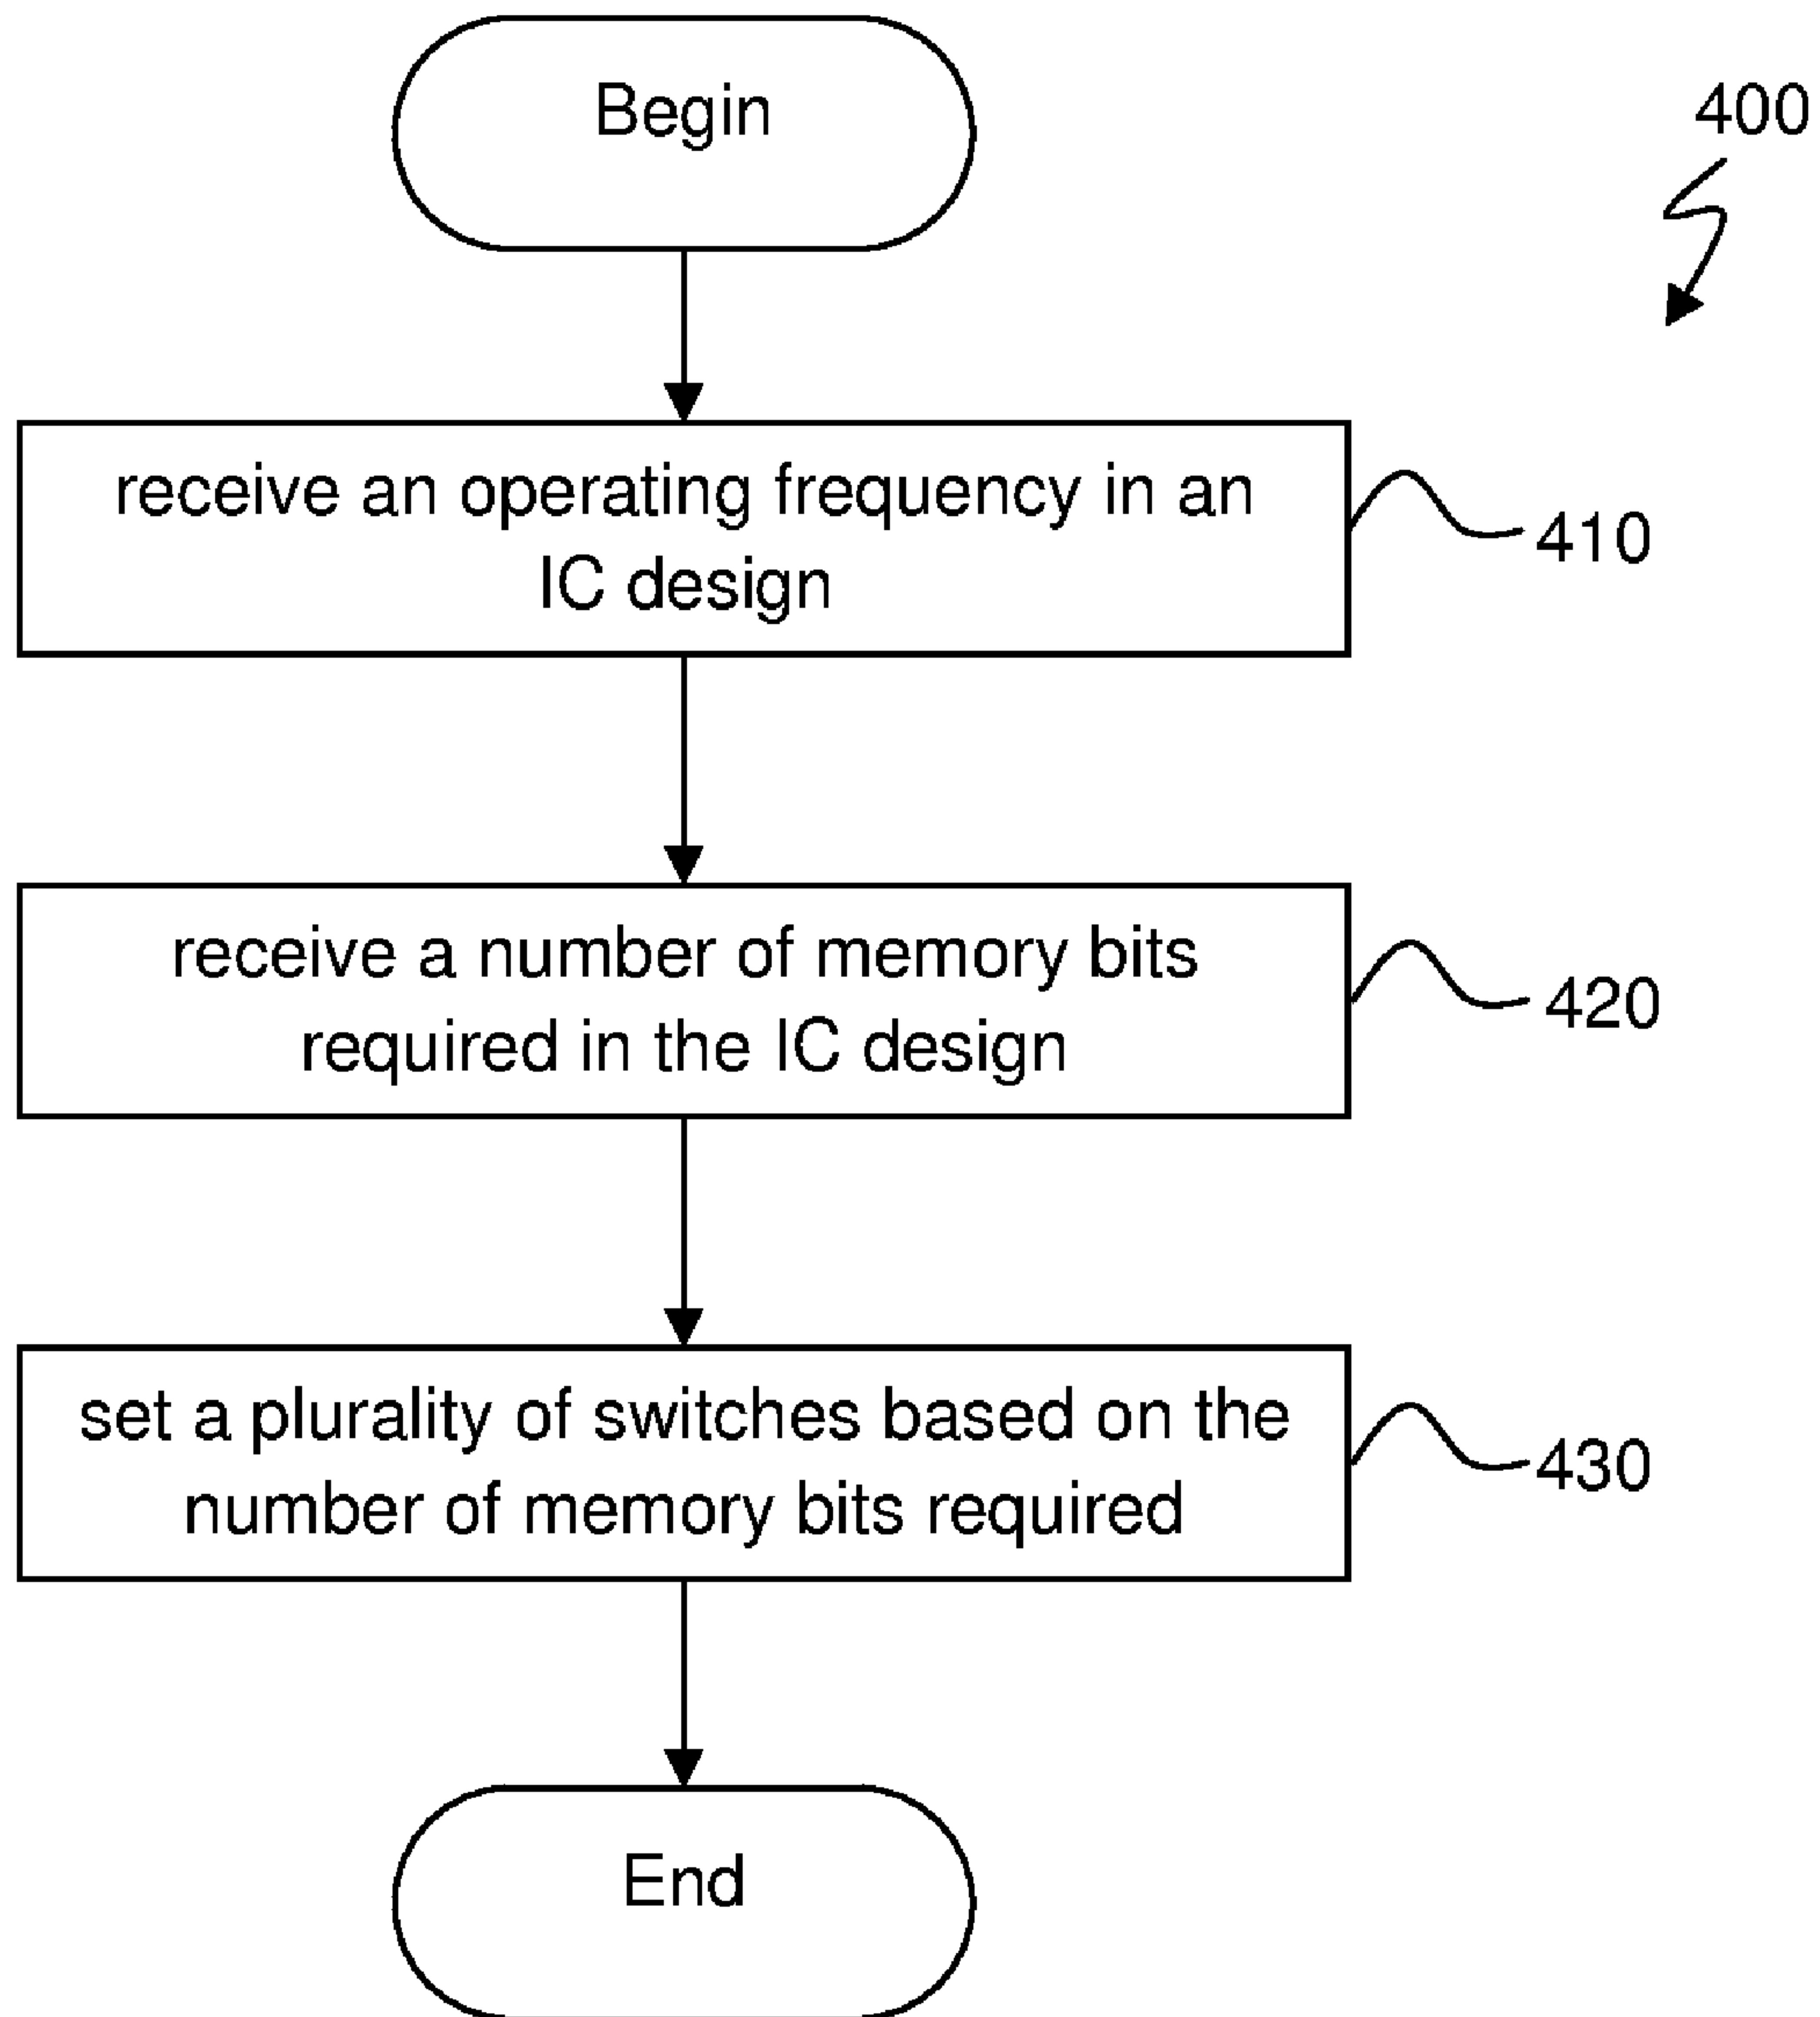 Begin
400
receive an operating frequency in an
IC design
410
receive a number of memory bits
required in the IC design
420
set a plurality of switches based on the
number of memory bits required
430
End